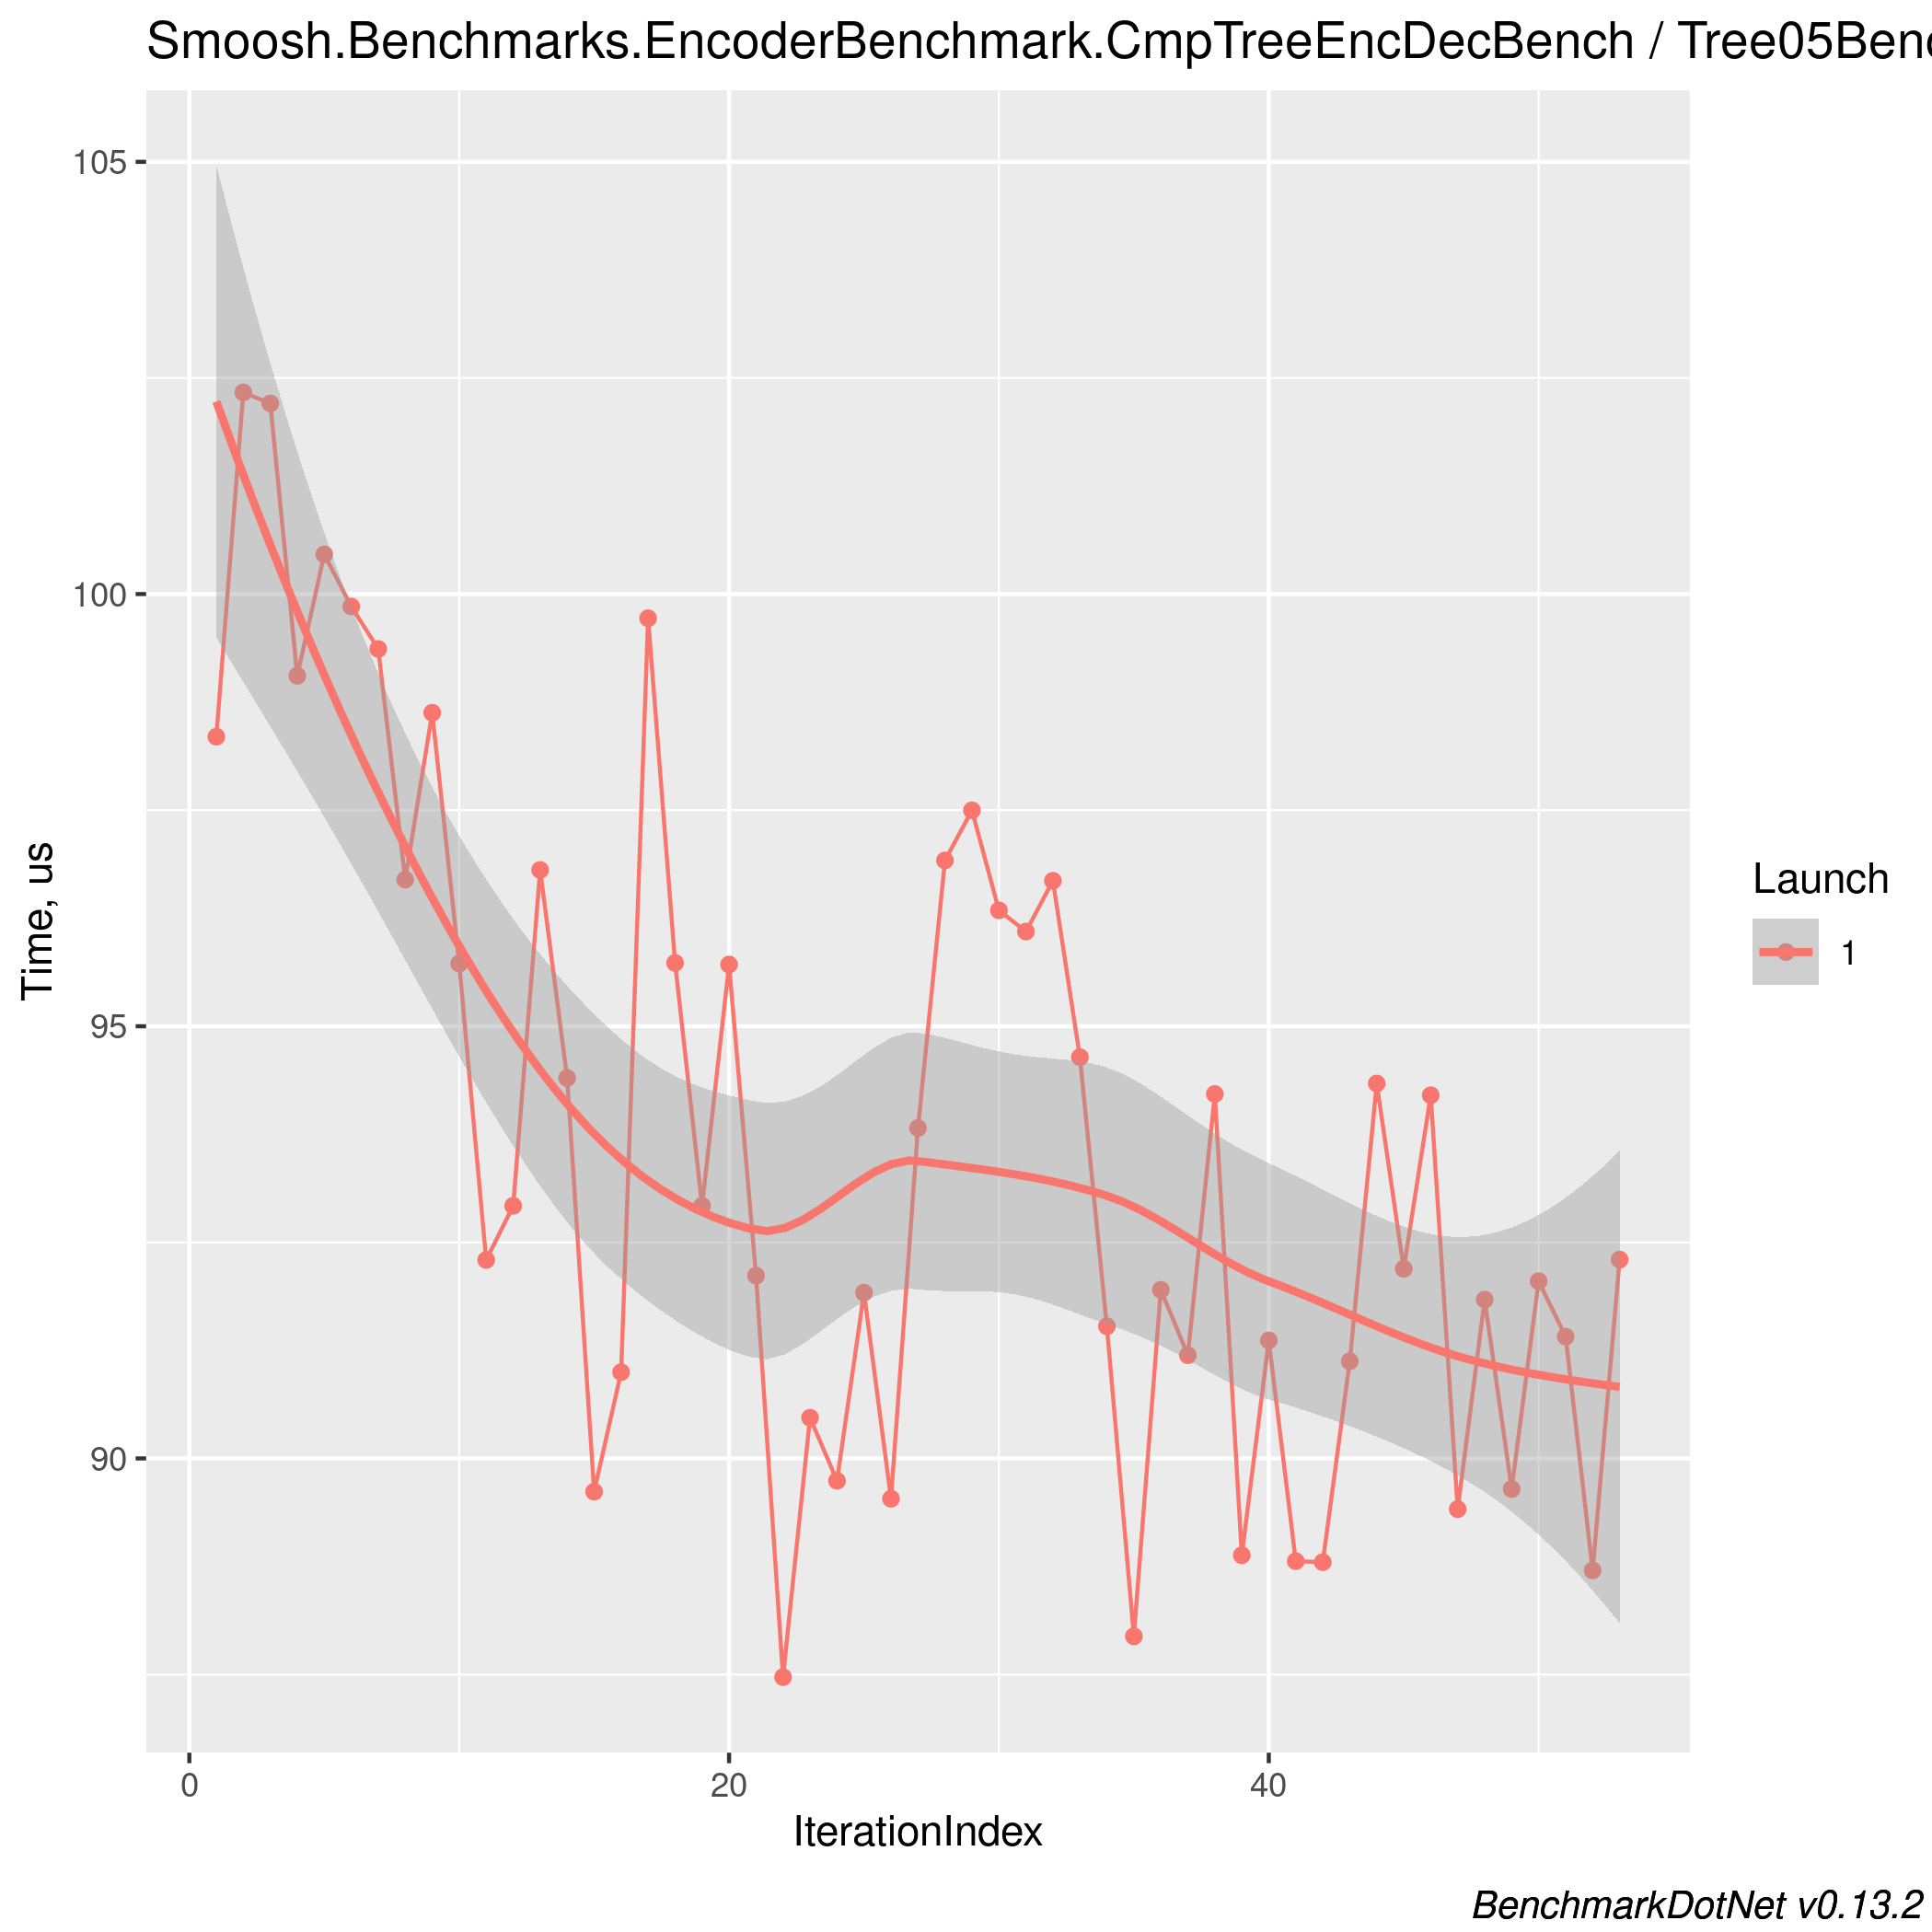 Smoosh.Benchmarks.EncoderBenchmark.CmpTreeEncDecBench / Tree05Ben
105
100
95
90
Time, us
0
20
40
IterationIndex
Launch
1
BenchmarkDotNet v0.13.2